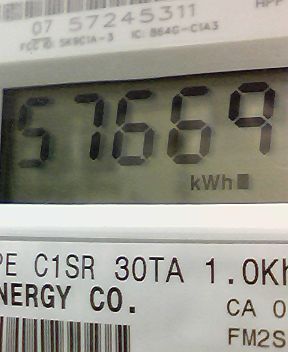 07 57245311
FCC ID: SK9C1A-3 IC: 864G-C1A3
57669
kWh
PE C1SR 30TA 1.0Kh
NERGY CO.
CA 0
FM2S